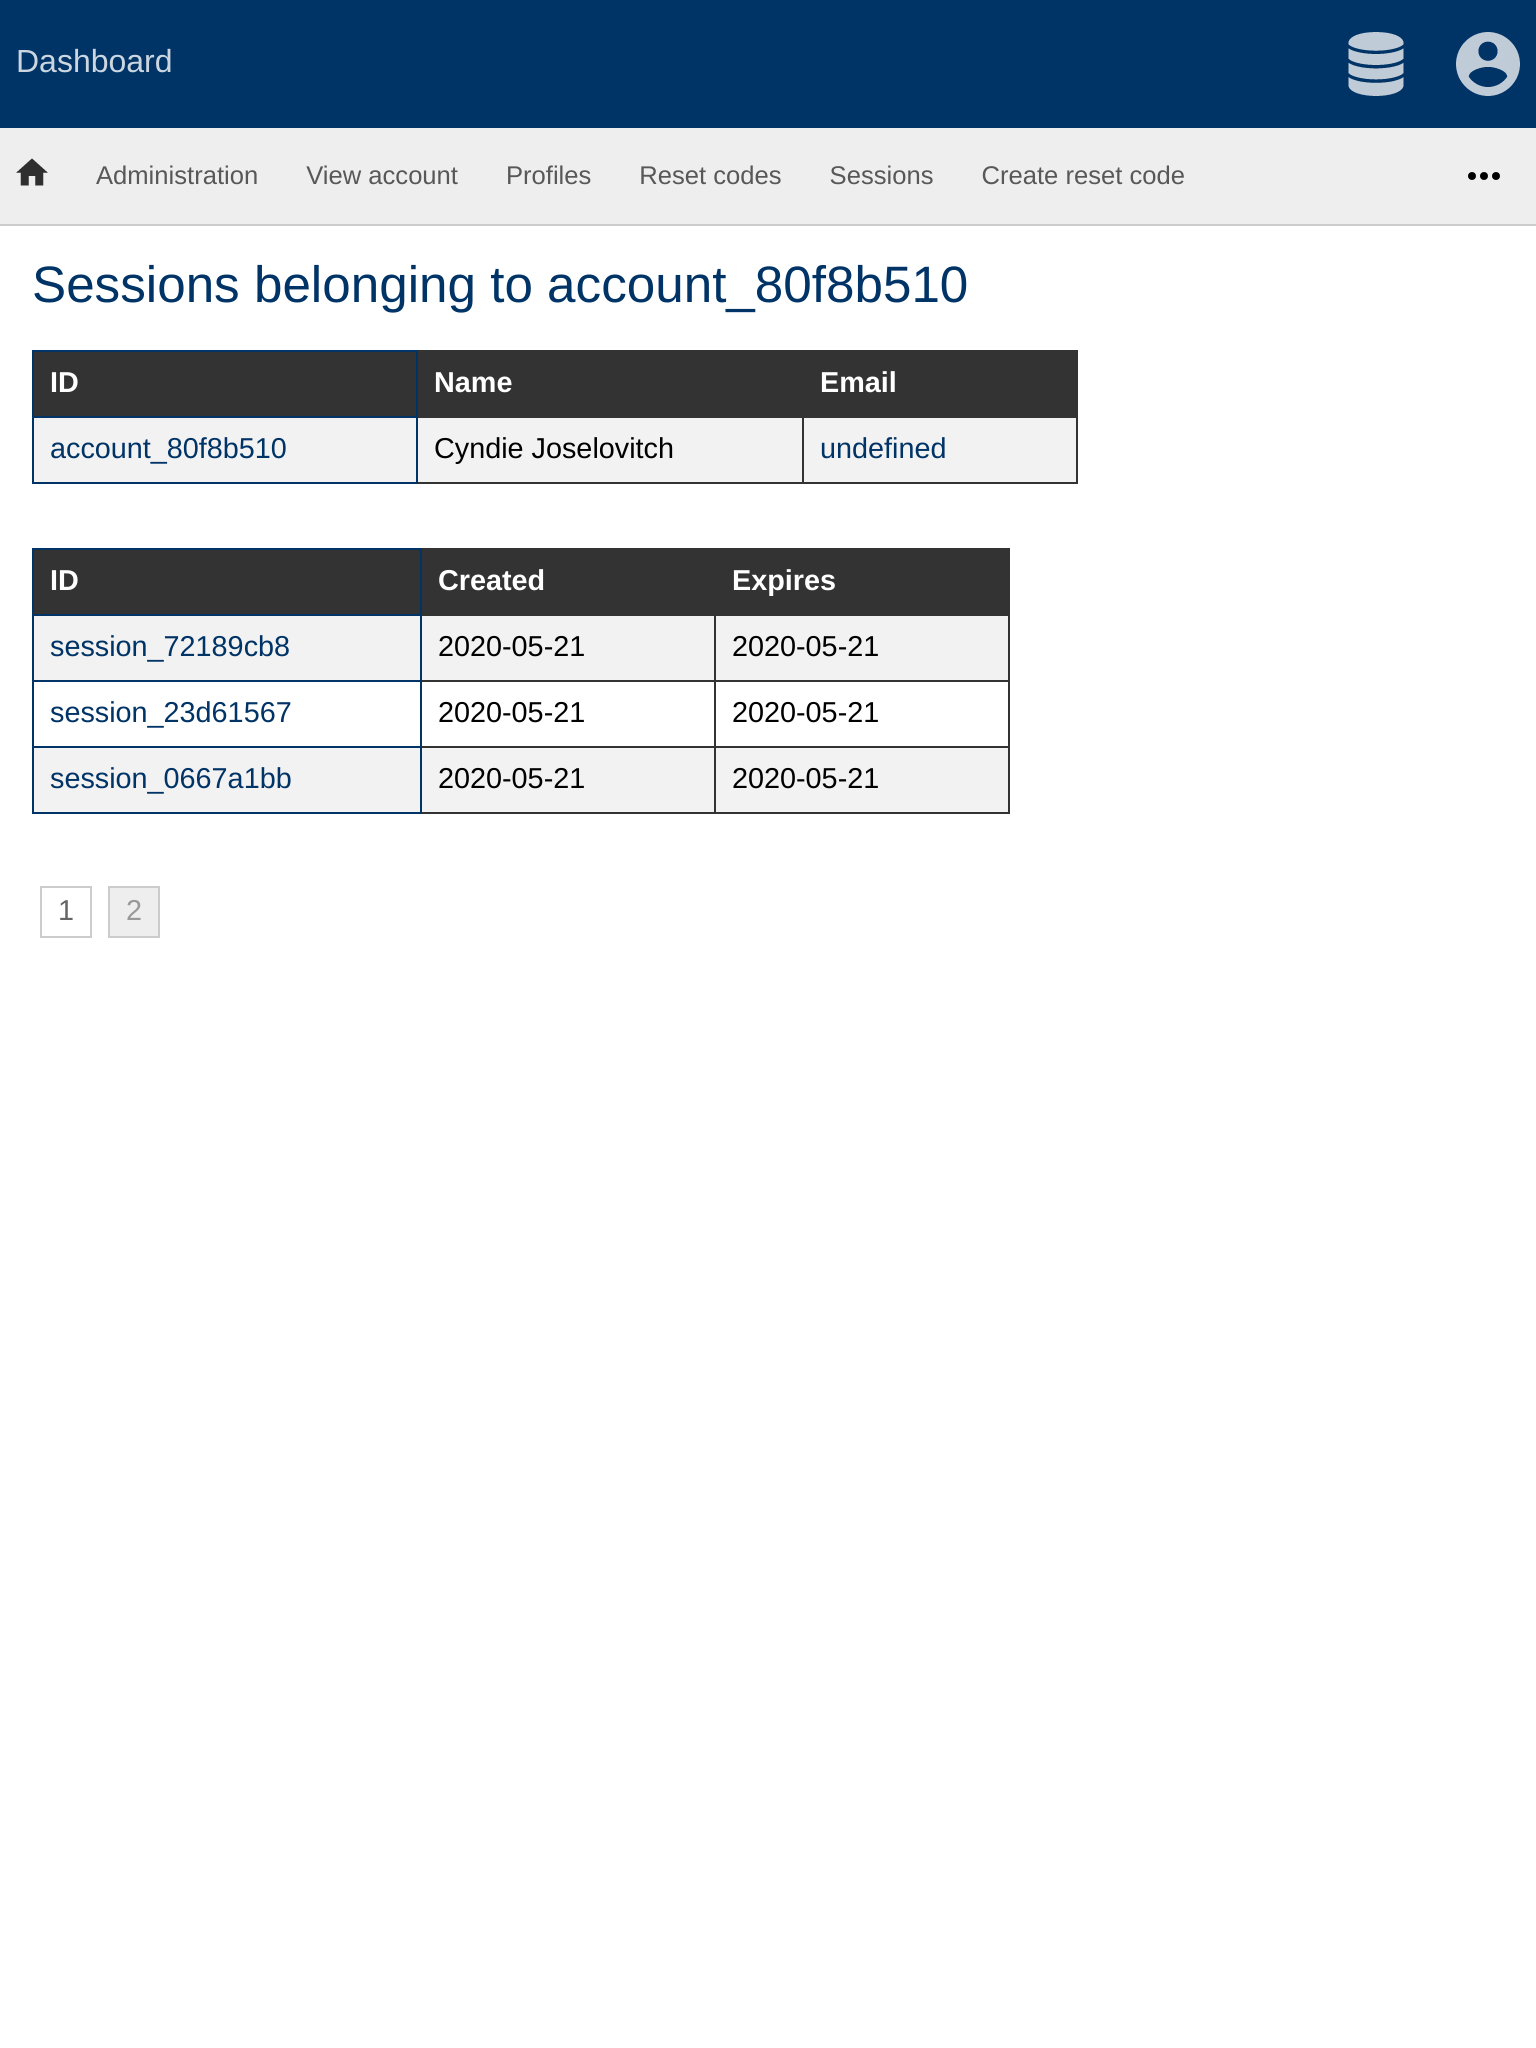 Dashboard
Administration View account Profiles Reset codes Sessions Create reset code
Sessions belonging to account_80f8b510
ID Name Email
account_80f8b510 Cyndie Joselovitch undefined
ID Created Expires
session_72189cb8 2020-05-21 2020-05-21
session_23d61567 2020-05-21 2020-05-21
session_0667a1bb 2020-05-21 2020-05-21
1 2